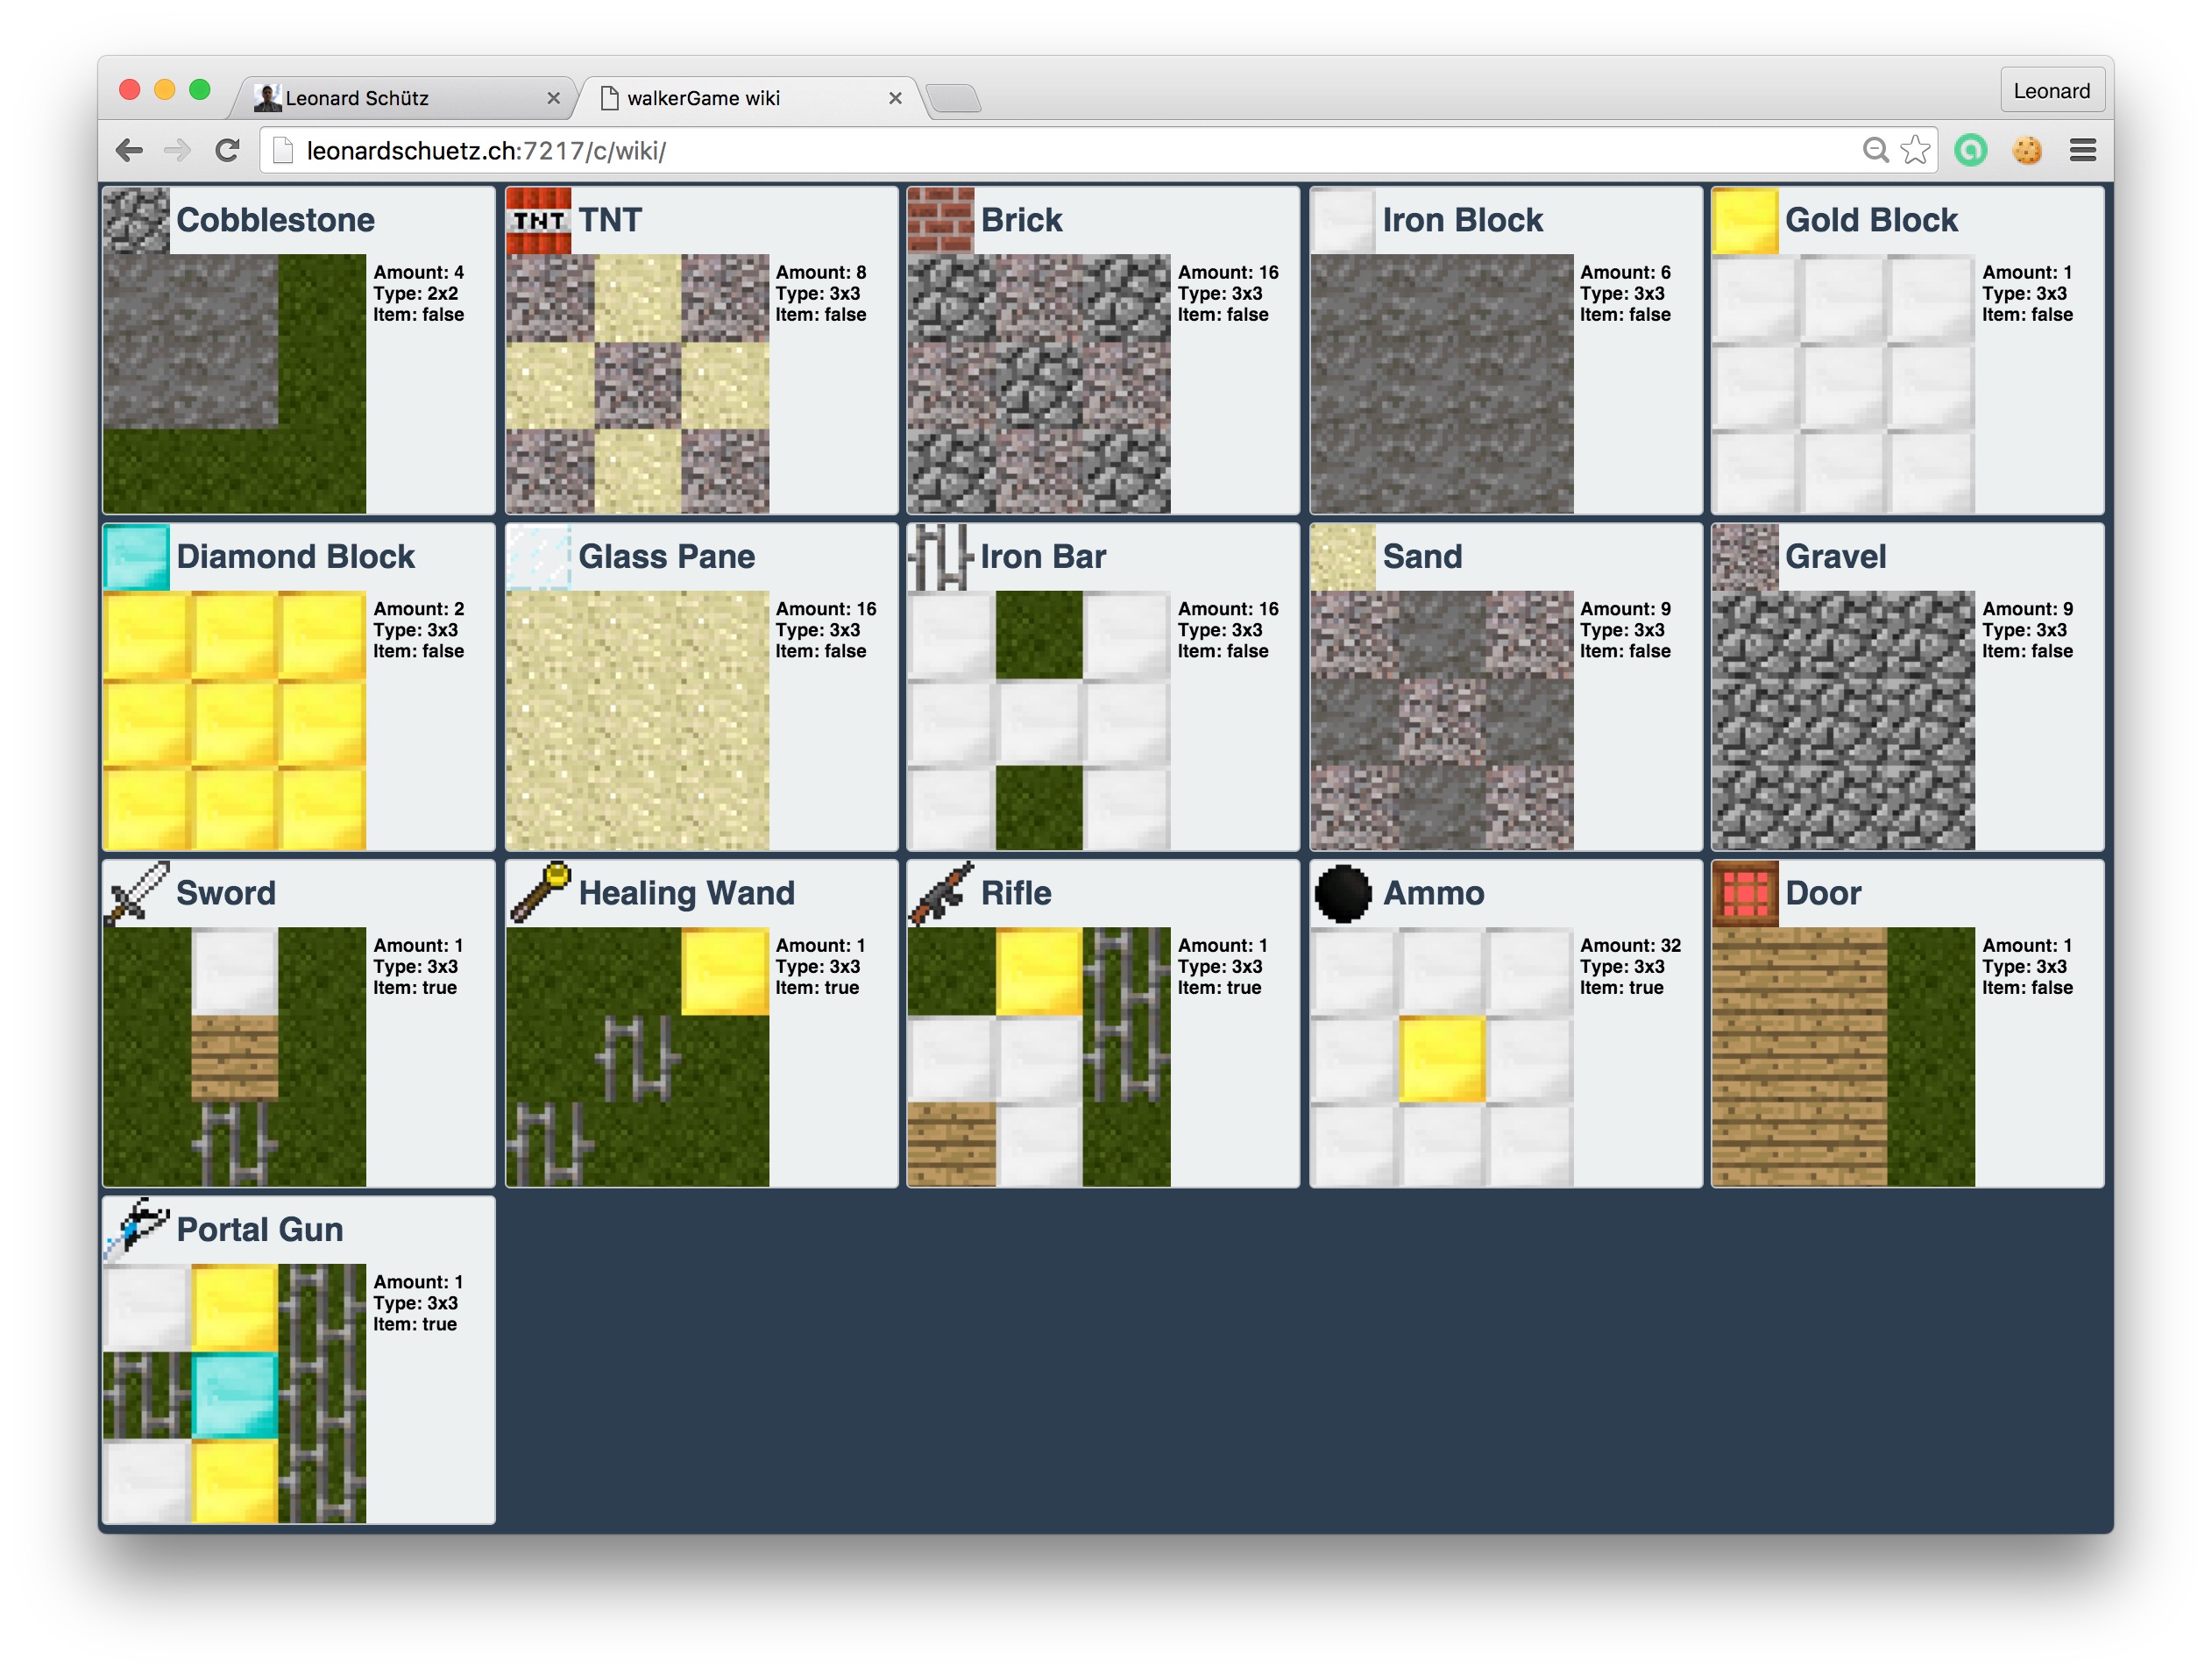 Leonard Schütz
walkerGame wiki
Leonard
leonardschuetz.ch:7217/c/wiki/
Cobblestone
Amount: 4
Type: 2x2
Item: false
TNT
TNT
Amount: 8
Type: 3x3
Item: false
Brick
Amount: 16
Type: 3x3
Item: false
Iron Block
Amount: 6
Type: 3x3
Item: false
Gold Block
Amount: 1
Type: 3x3
Item: false
Diamond Block
Amount: 2
Type: 3x3
Item: false
Glass Pane
Amount: 16
Type: 3x3
Item: false
Iron Bar
Amount: 16
Type: 3x3
Item: false
Sand
Amount: 9
Type: 3x3
Item: false
Gravel
Amount: 9
Type: 3x3
Item: false
Sword
Amount: 1
Type: 3x3
Item: true
Healing Wand
Amount: 1
Type: 3x3
Item: true
Rifle
Amount: 1
Type: 3x3
Item: true
Ammo
Amount: 32
Type: 3x3
Item: true
Door
Amount: 1
Type: 3x3
Item: false
Portal Gun
Amount: 1
Type: 3x3
Item: true